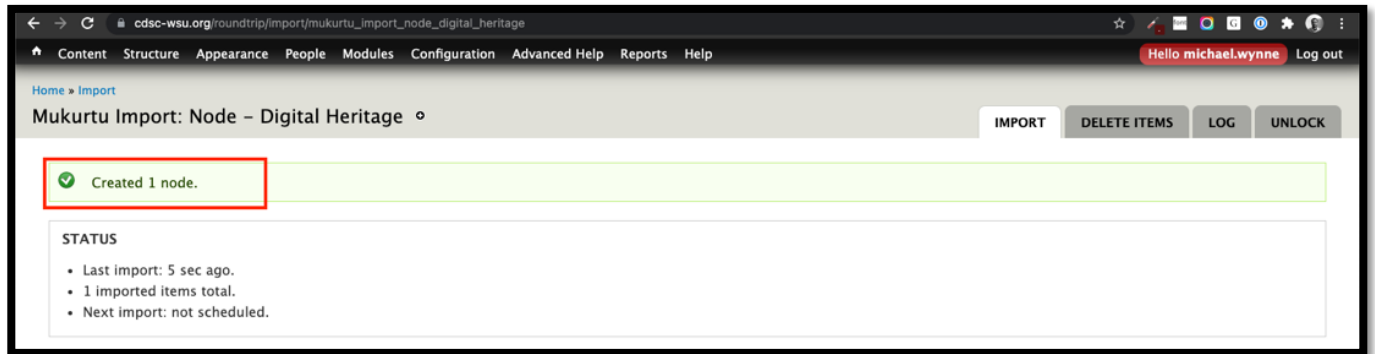 cdsc-wsu.org/roundtrip/import/mukurtu_import_node_digital_heritage
Content Structure Appearance People Modules Configuration Advanced Help Reports Help Hello michael.wynne Log out
Home » Import
Mukurtu Import: Node – Digital Heritage
IMPORT DELETE ITEMS LOG UNLOCK
Created 1 node.
STATUS
• Last import: 5 sec ago.
• 1 imported items total.
• Next import: not scheduled.